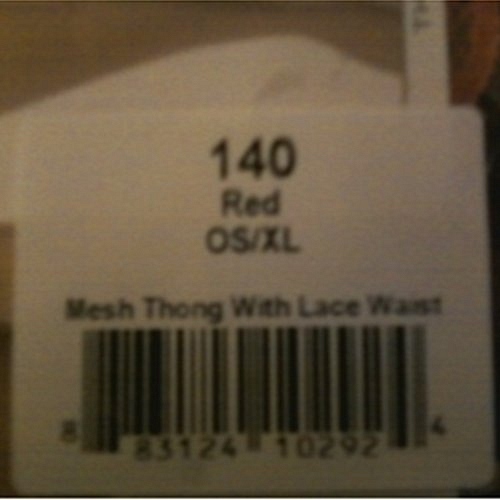 140
Red
OS/XL
Mesh Thong With Lace Waist
8 83124 10292 4